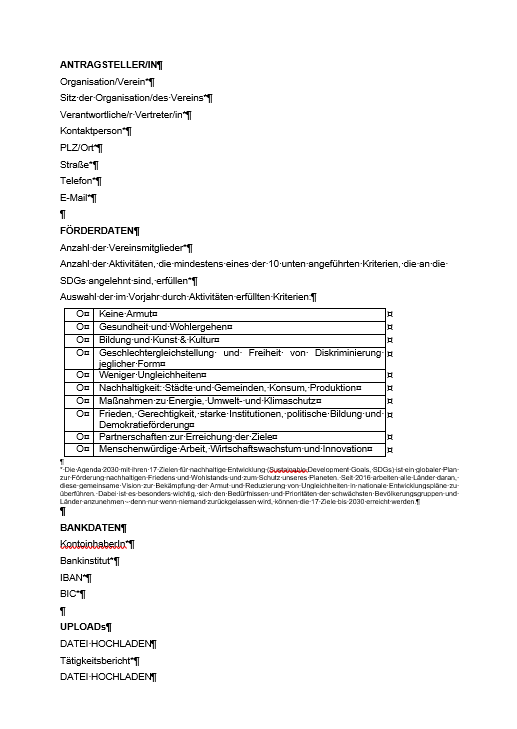 ANTRAGSTELLER/IN¶
Organisation/Verein*¶
Sitz·der·Organisation/des·Vereins*¶
Verantwortliche/r·Vertreter/in*¶
Kontaktperson*¶
PLZ/Ort*¶
Straße*¶
Telefon*¶
E-Mail*¶
¶
FÖRDERDATEN¶
Anzahl·der·Vereinsmitglieder*¶
Anzahl·der·Aktivitäten,·die·mindestens·eines·der·10·unten·angeführten·Kriterien,·die·an·die·
SDGs·angelehnt·sind,·erfüllen*¶
Auswahl·der·im·Vorjahr·durch·Aktivitäten·erfüllten·Kriterien:¶
O¤ Keine·Armut¤ ¤
O¤ Gesundheit·und·Wohlergehen¤ ¤
O¤ Bildung·und·Kunst·&·Kultur¤ ¤
O¤ Geschlechtergleichstellung·und·Freiheit·von·Diskriminierung· ¤
jeglicher·Form¤
O¤ Weniger·Ungleichheiten¤ ¤
O¤ Nachhaltigkeit:·Städte·und·Gemeinden,·Konsum,·Produktion¤ ¤
O¤ Maßnahmen·zu·Energie,·Umwelt-·und·Klimaschutz¤ ¤
O¤ Frieden,·Gerechtigkeit,·starke·Institutionen,·politische·Bildung·und· ¤
Demokratieförderung¤
O¤ Partnerschaften·zur·Erreichung·der·Ziele¤ ¤
O¤ Menschenwürdige·Arbeit,·Wirtschaftswachstum·und·Innovation¤ ¤
¶
*·Die·Agenda·2030·mit·ihren·17·Zielen·für·nachhaltige·Entwicklung·(Sustainable·Development·Goals,·SDGs)·ist·ein·globaler·Plan·
zur·Förderung·nachhaltigen·Friedens·und·Wohlstands·und·zum·Schutz·unseres·Planeten.·Seit·2016·arbeiten·alle·Länder·daran,·
diese·gemeinsame·Vision·zur·Bekämpfung·der·Armut·und·Reduzierung·von·Ungleichheiten·in·nationale·Entwicklungspläne·zu·
überführen.·Dabei·ist·es·besonders·wichtig,·sich·den·Bedürfnissen·und·Prioritäten·der·schwächsten·Bevölkerungsgruppen·und·
Länder·anzunehmen·–·denn·nur·wenn·niemand·zurückgelassen·wird,·können·die·17·Ziele·bis·2030·erreicht·werden.¶
¶
BANKDATEN¶
KontoinhaberIn*¶
Bankinstitut*¶
IBAN*¶
BIC*¶
¶
UPLOADs¶
DATEI·HOCHLADEN¶
Tätigkeitsbericht*¶
DATEI·HOCHLADEN¶